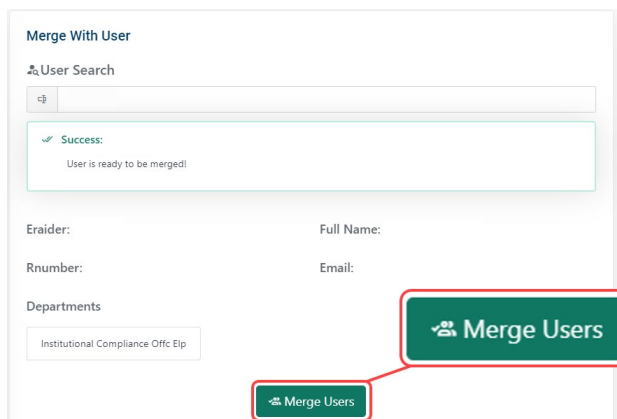 Merge With User
User Search
Success:
User is ready to be merged!
Eraider:
Full Name:
Rnumber:
Email:
Departments
Institutional Compliance Offc Elp
Merge Users
Merge Users